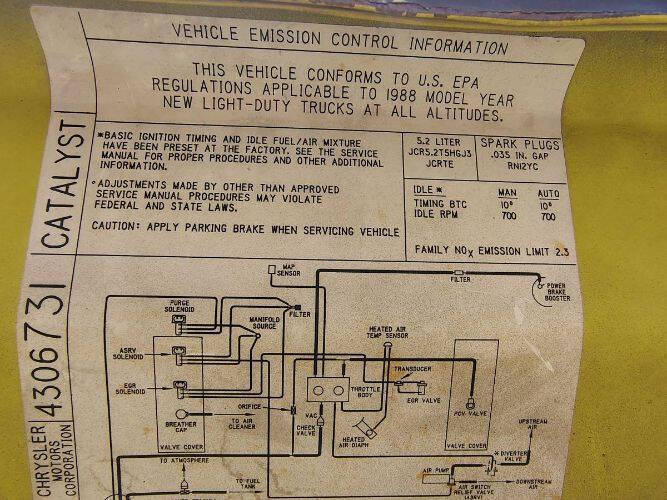 VEHICLE EMISSION CONTROL INFORMATION
THIS VEHICLE CONFORMS TO U.S. EPA
REGULATIONS APPLICABLE TO 1988 MODEL YEAR
NEW LIGHT-DUTY TRUCKS AT ALL ALTITUDES.
CATALYST
*BASIC IGNITION TIMING AND IDLE FUEL/AIR MIXTURE
HAVE BEEN PRESET AT THE FACTORY. SEE THE SERVICE
MANUAL FOR PROPER PROCEDURES AND OTHER ADDITIONAL
INFORMATION.
°ADJUSTMENTS MADE BY OTHER THAN APPROVED
SERVICE MANUAL PROCEDURES MAY VIOLATE
FEDERAL AND STATE LAWS.
CAUTION: APPLY PARKING BRAKE WHEN SERVICING VEHICLE
5.2 LITER
JCR5.2T5HGJ3
JCRTE
SPARK PLUGS
.035 IN. GAP
RN12YC
IDLE * MAN AUTO
TIMING BTC 10° 10°
IDLE RPM 700 700
FAMILY NOX EMISSION LIMIT 2.3
CHRYSLER
MOTORS
CORPORATION
4306731
MAP
SENSOR
FILTER
POWER
BRAKE
BOOSTER
PURGE
SOLENOID
FILTER
MANIFOLD
SOURCE
HEATED AIR
TEMP SENSOR
ASRV
SOLENOID
TRANSDUCER
EGR
SOLENOID
THROTTLE
BODY
EGR VALVE
ORIFICE
PCV VALVE
BREATHER
CAP
TO AIR
CLEANER
VAC
CHECK
VALVE
HEATED
AIR DIAPH
UPSTREAM
AIR
VALVE COVER
VALVE COVER
* DIVERTER
VALVE
TO ATMOSPHERE
AIR PUMP
TO FUEL
TANK
AIR SWITCH
RELIEF VALVE
(ASRV)
DOWNSTREAM
AIR